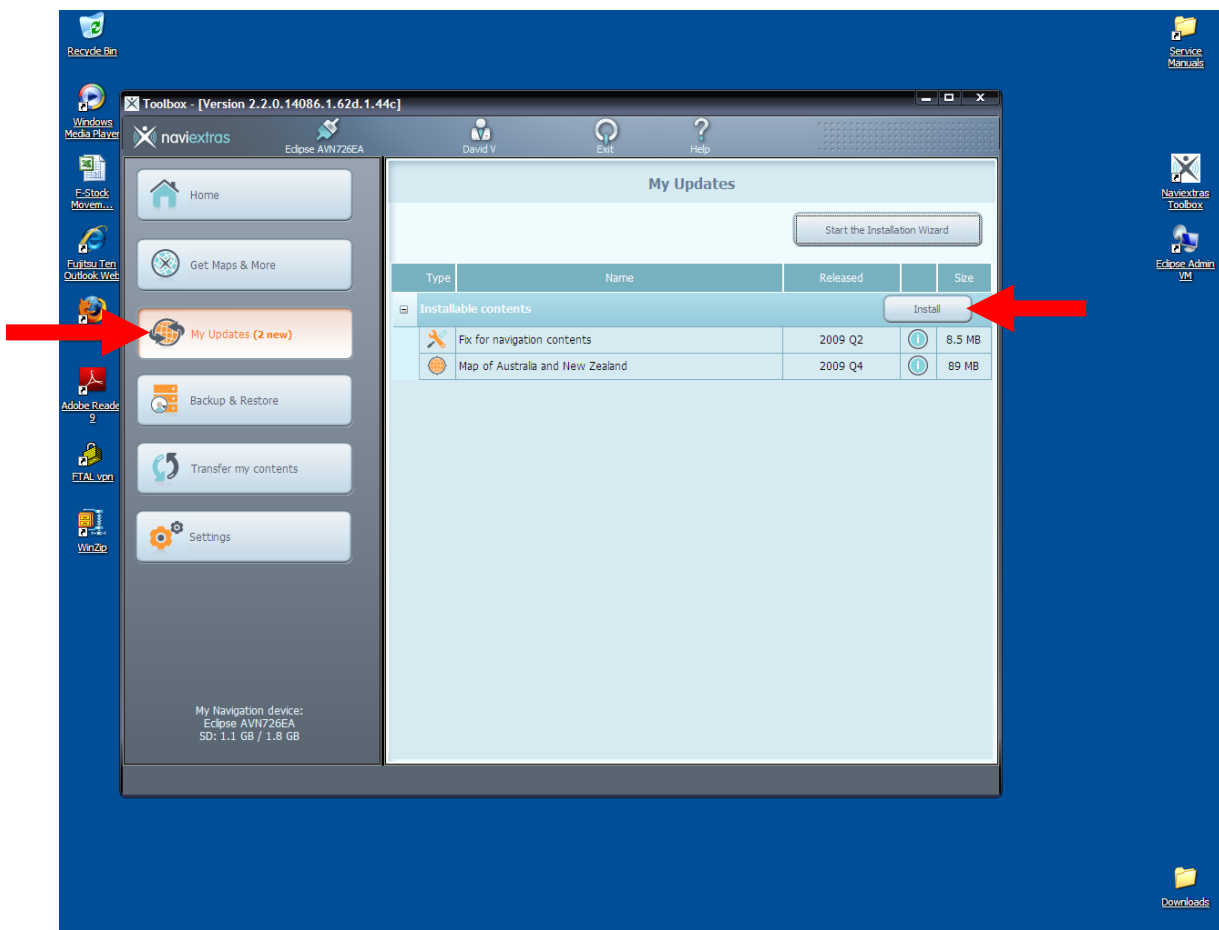 Recycle Bin
Service
Manuals
Windows
Media Player
Toolbox - [Version 2.2.0.14086.1.62d.1.44c]
naviextras
Eclipse AVN726EA
David V
Exit
Help
E-Stock
Movem...
Fujitsu Ten
Outlook Web
Adobe Reade
9
FTAL vpn
WinZip
Home
Get Maps & More
My Updates (2 new)
Backup & Restore
Transfer my contents
Settings
My Navigation device:
Eclipse AVN726EA
SD: 1.1 GB / 1.8 GB
My Updates
Start the Installation Wizard
Type Name Released Size
Installable contents Install
Fix for navigation contents 2009 Q2 8.5 MB
Map of Australia and New Zealand 2009 Q4 89 MB
Naviextras
Toolbox
Eclipse Admin
VM
Downloads